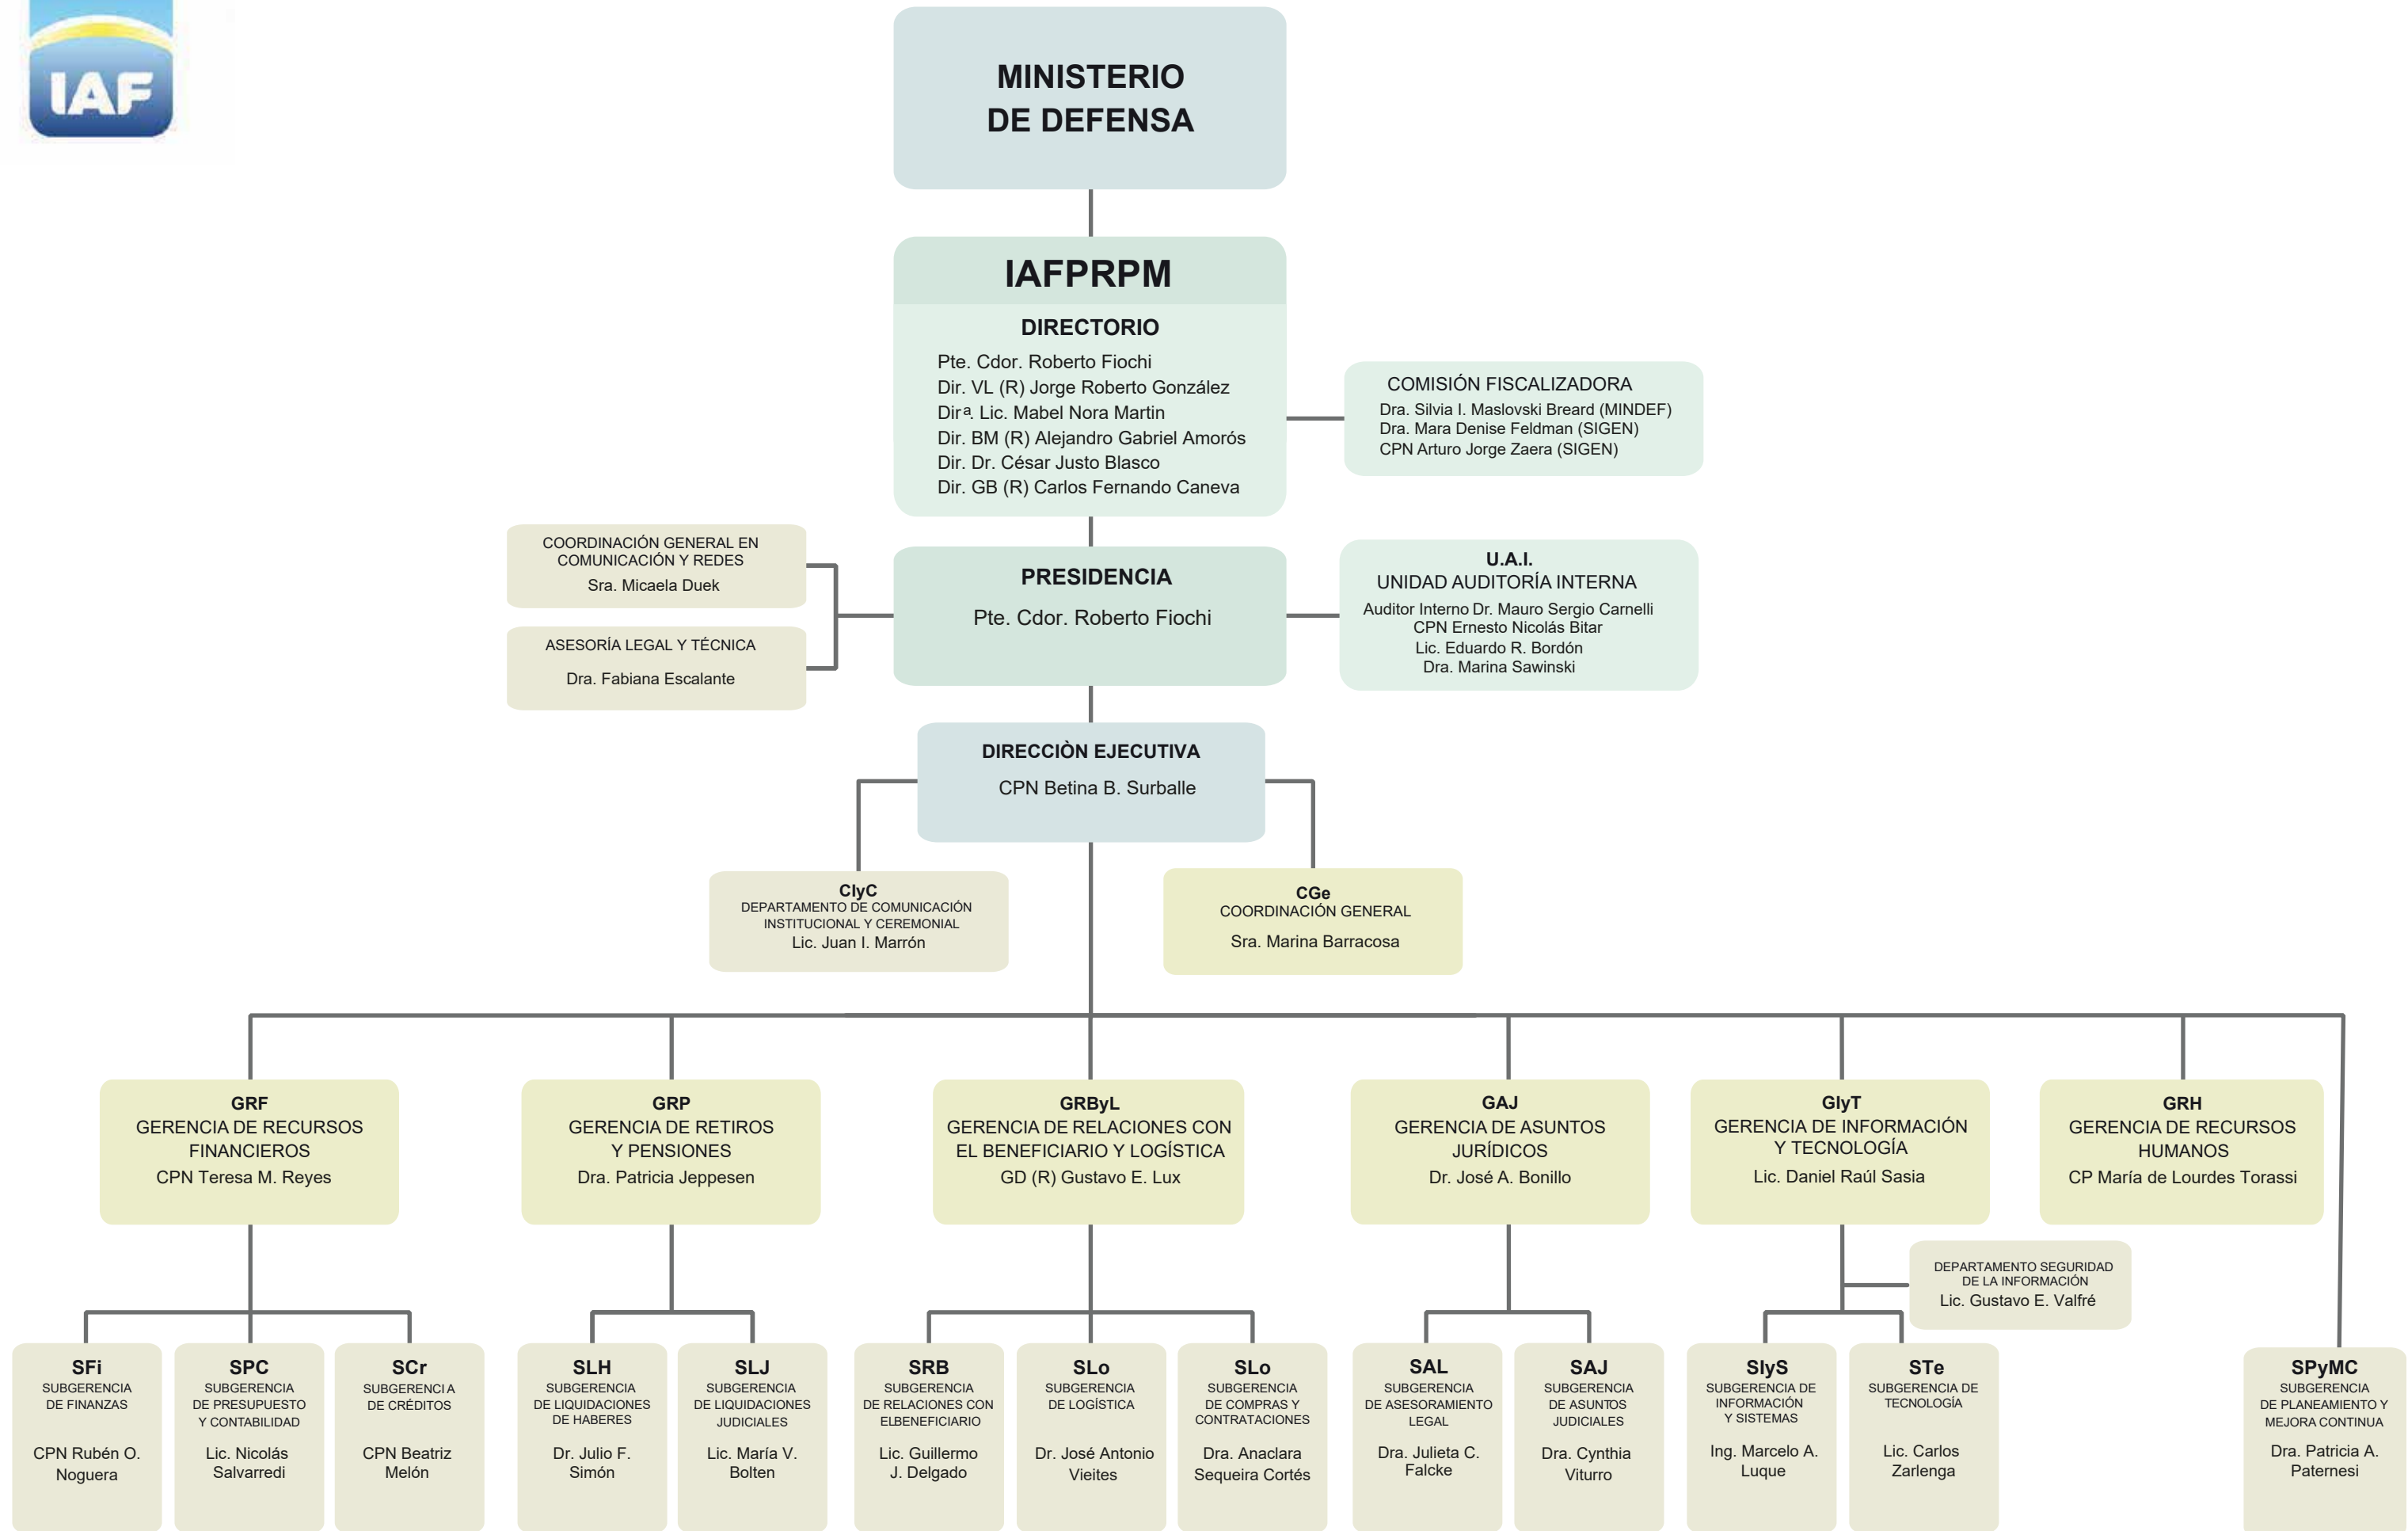 IAF
MINISTERIO
DE DEFENSA
IAFPRPM
DIRECTORIO
Pte. Cdor. Roberto Fiochi
Dir. VL (R) Jorge Roberto González
Dirª. Lic. Mabel Nora Martin
Dir. BM (R) Alejandro Gabriel Amorós
Dir. Dr. César Justo Blasco
Dir. GB (R) Carlos Fernando Caneva
COMISIÓN FISCALIZADORA
Dra. Silvia I. Maslovski Breard (MINDEF)
Dra. Mara Denise Feldman (SIGEN)
CPN Arturo Jorge Zaera (SIGEN)
COORDINACIÓN GENERAL EN
COMUNICACIÓN Y REDES
Sra. Micaela Duek
ASESORÍA LEGAL Y TÉCNICA
Dra. Fabiana Escalante
PRESIDENCIA
Pte. Cdor. Roberto Fiochi
U.A.I.
UNIDAD AUDITORÍA INTERNA
Auditor Interno Dr. Mauro Sergio Carnelli
CPN Ernesto Nicolás Bitar
Lic. Eduardo R. Bordón
Dra. Marina Sawinski
DIRECCIÒN EJECUTIVA
CPN Betina B. Surballe
CIyC
DEPARTAMENTO DE COMUNICACIÓN
INSTITUCIONAL Y CEREMONIAL
Lic. Juan I. Marrón
CGe
COORDINACIÓN GENERAL
Sra. Marina Barracosa
GRF
GERENCIA DE RECURSOS
FINANCIEROS
CPN Teresa M. Reyes
GRP
GERENCIA DE RETIROS
Y PENSIONES
Dra. Patricia Jeppesen
GRByL
GERENCIA DE RELACIONES CON
EL BENEFICIARIO Y LOGÍSTICA
GD (R) Gustavo E. Lux
GAJ
GERENCIA DE ASUNTOS
JURÍDICOS
Dr. José A. Bonillo
GIyT
GERENCIA DE INFORMACIÓN
Y TECNOLOGÍA
Lic. Daniel Raúl Sasia
GRH
GERENCIA DE RECURSOS
HUMANOS
CP María de Lourdes Torassi
DEPARTAMENTO SEGURIDAD
DE LA INFORMACIÓN
Lic. Gustavo E. Valfré
SFi
SUBGERENCIA
DE FINANZAS
CPN Rubén O.
Noguera
SPC
SUBGERENCIA
DE PRESUPUESTO
Y CONTABILIDAD
Lic. Nicolás
Salvarredi
SCr
SUBGERENCIA
DE CRÉDITOS
CPN Beatriz
Melón
SLH
SUBGERENCIA
DE LIQUIDACIONES
DE HABERES
Dr. Julio F.
Simón
SLJ
SUBGERENCIA
DE LIQUIDACIONES
JUDICIALES
Lic. María V.
Bolten
SRB
SUBGERENCIA
DE RELACIONES CON
ELBENEFICIARIO
Lic. Guillermo
J. Delgado
SLo
SUBGERENCIA
DE LOGÍSTICA
Dr. José Antonio
Vieites
SLo
SUBGERENCIA
DE COMPRAS Y
CONTRATACIONES
Dra. Anaclara
Sequeira Cortés
SAL
SUBGERENCIA
DE ASESORAMIENTO
LEGAL
Dra. Julieta C.
Falcke
SAJ
SUBGERENCIA
DE ASUNTOS
JUDICIALES
Dra. Cynthia
Viturro
SIyS
SUBGERENCIA DE
INFORMACIÓN
Y SISTEMAS
Ing. Marcelo A.
Luque
STe
SUBGERENCIA DE
TECNOLOGÍA
Lic. Carlos
Zarlenga
SPyMC
SUBGERENCIA
DE PLANEAMIENTO Y
MEJORA CONTINUA
Dra. Patricia A.
Paternesi